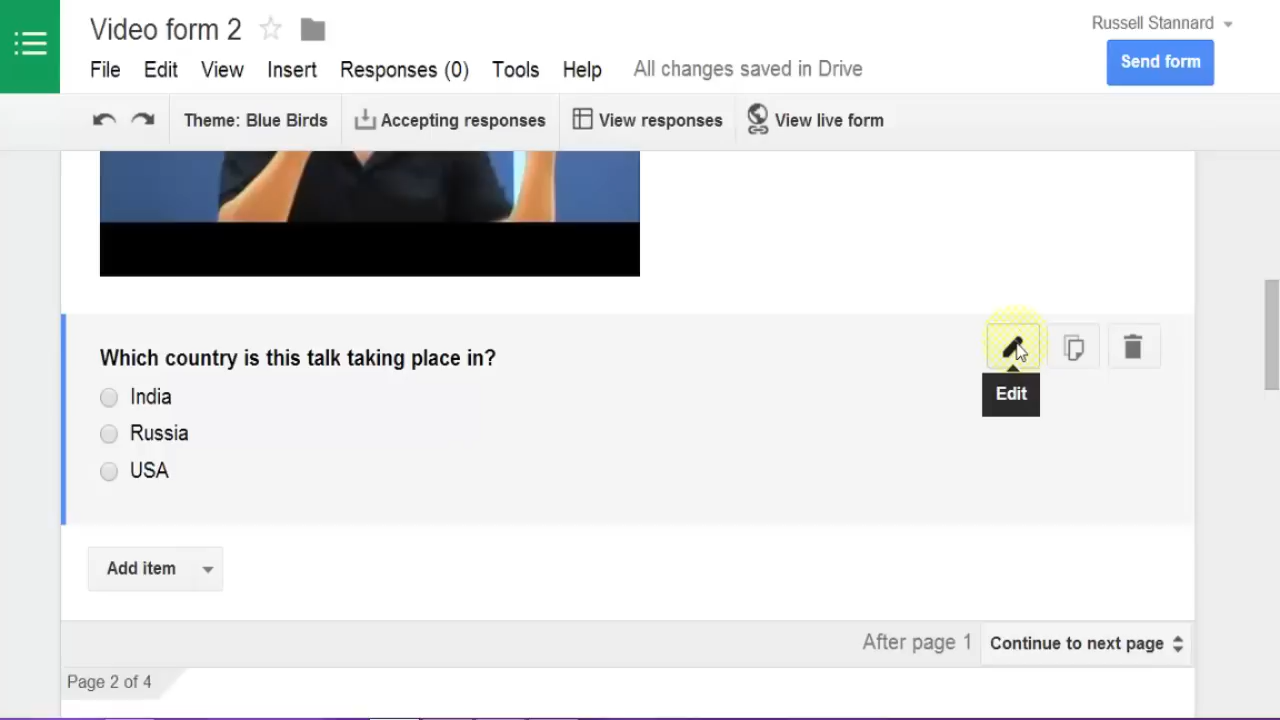 Video form 2
Russell Stannard
File Edit View Insert Responses (0) Tools Help All changes saved in Drive
Send form
Theme: Blue Birds Accepting responses View responses View live form
Which country is this talk taking place in?
Edit
India
Russia
USA
Add item
After page 1 Continue to next page
Page 2 of 4